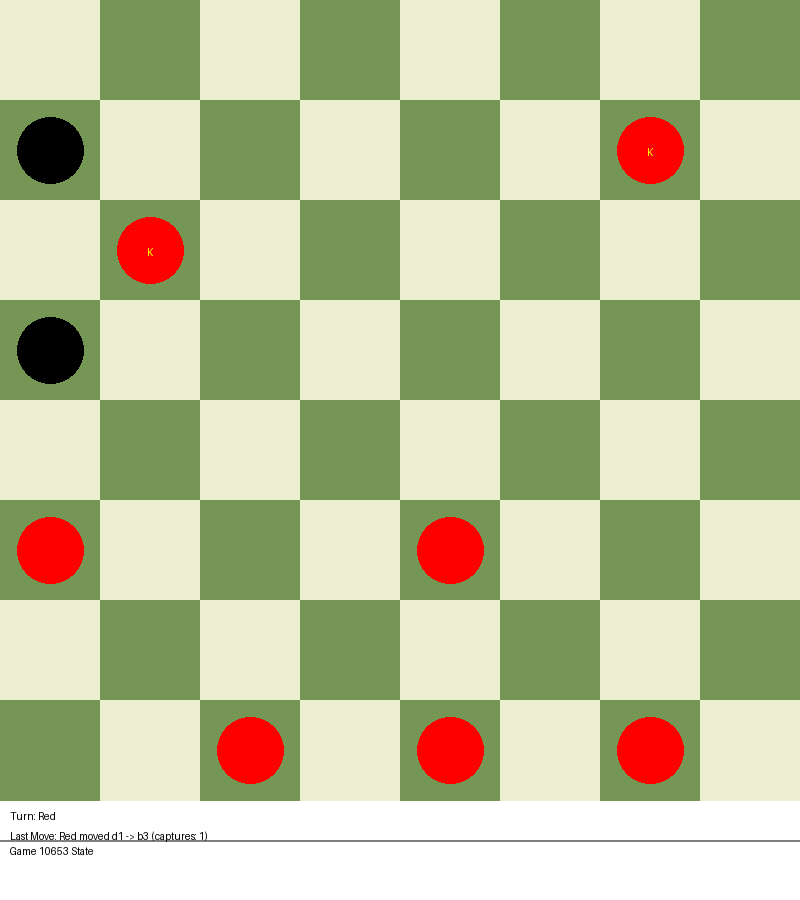 K
K
Turn: Red
Last Move: Red moved d1 -> b3 (captures: 1)
Game 10653 State